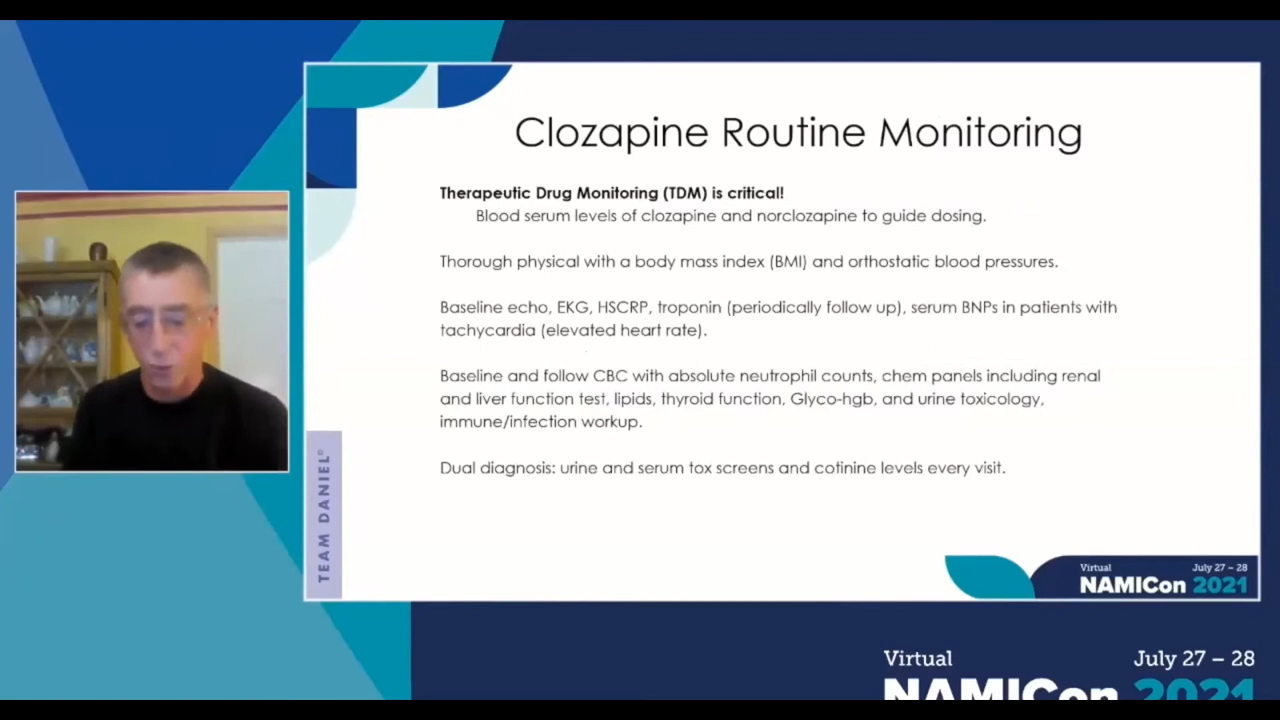 Clozapine Routine Monitoring
Therapeutic Drug Monitoring (TDM) is critical!
Blood serum levels of clozapine and norclozapine to guide dosing.
Thorough physical with a body mass index (BMI) and orthostatic blood pressures.
Baseline echo, EKG, HSCRP, troponin (periodically follow up), serum BNPs in patients with
tachycardia (elevated heart rate).
Baseline and follow CBC with absolute neutrophil counts, chem panels including renal
and liver function test, lipids, thyroid function, Glyco-hgb, and urine toxicology,
immune/infection workup.
Dual diagnosis: urine and serum tox screens and cotinine levels every visit.
TEAM DANIEL®
Virtual July 27 – 28
NAMICon 2021
Virtual July 27 – 28
NAMICon 2021